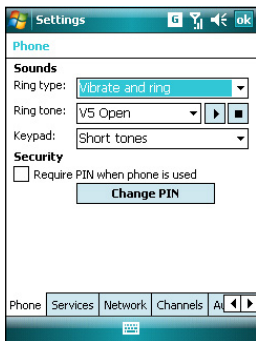 Settings G ok
Phone
Sounds
Ring type: Vibrate and ring
Ring tone: V5 Open
Keypad: Short tones
Security
Require PIN when phone is used
Change PIN
Phone Services Network Channels